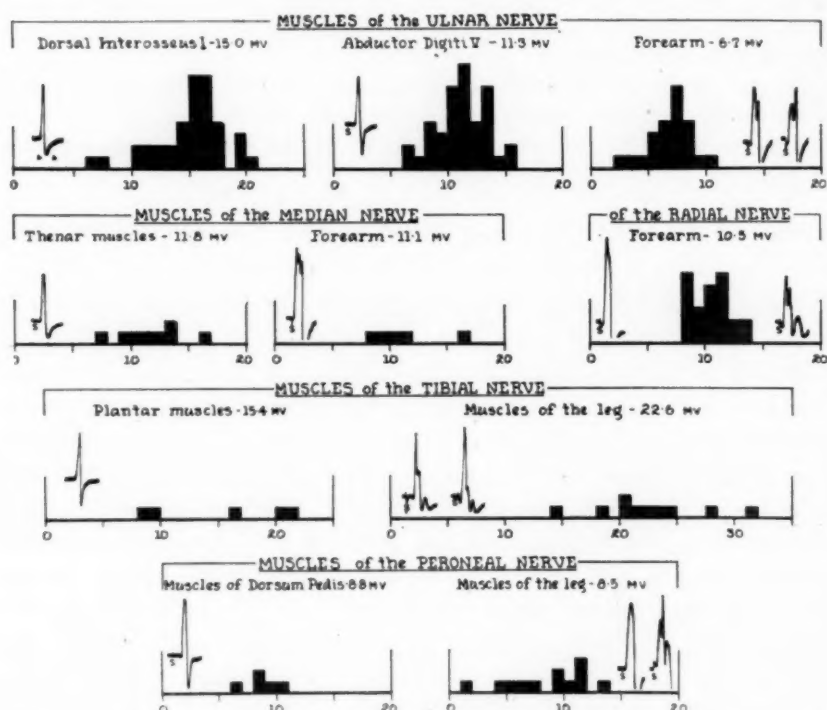 MUSCLES of the ULNAR NERVE
Dorsal Interosseus I - 15.0 MV Abductor Digiti V - 11.3 MV Forearm - 6.7 MV
0 10 20 0 10 20 0 10 20
MUSCLES of the MEDIAN NERVE of the RADIAL NERVE
Thenar muscles - 11.8 MV Forearm - 11.1 MV Forearm - 10.5 MV
S S S S
0 10 20 0 10 20 0 10 20
MUSCLES of the TIBIAL NERVE
Plantar muscles - 154 MV Muscles of the leg - 22.6 MV
0 10 20 0 10 20 30
MUSCLES of the PERONEAL NERVE
Muscles of Dorsum Pedis 8.8 MV Muscles of the leg - 8.5 MV
S S S
0 10 20 0 10 20